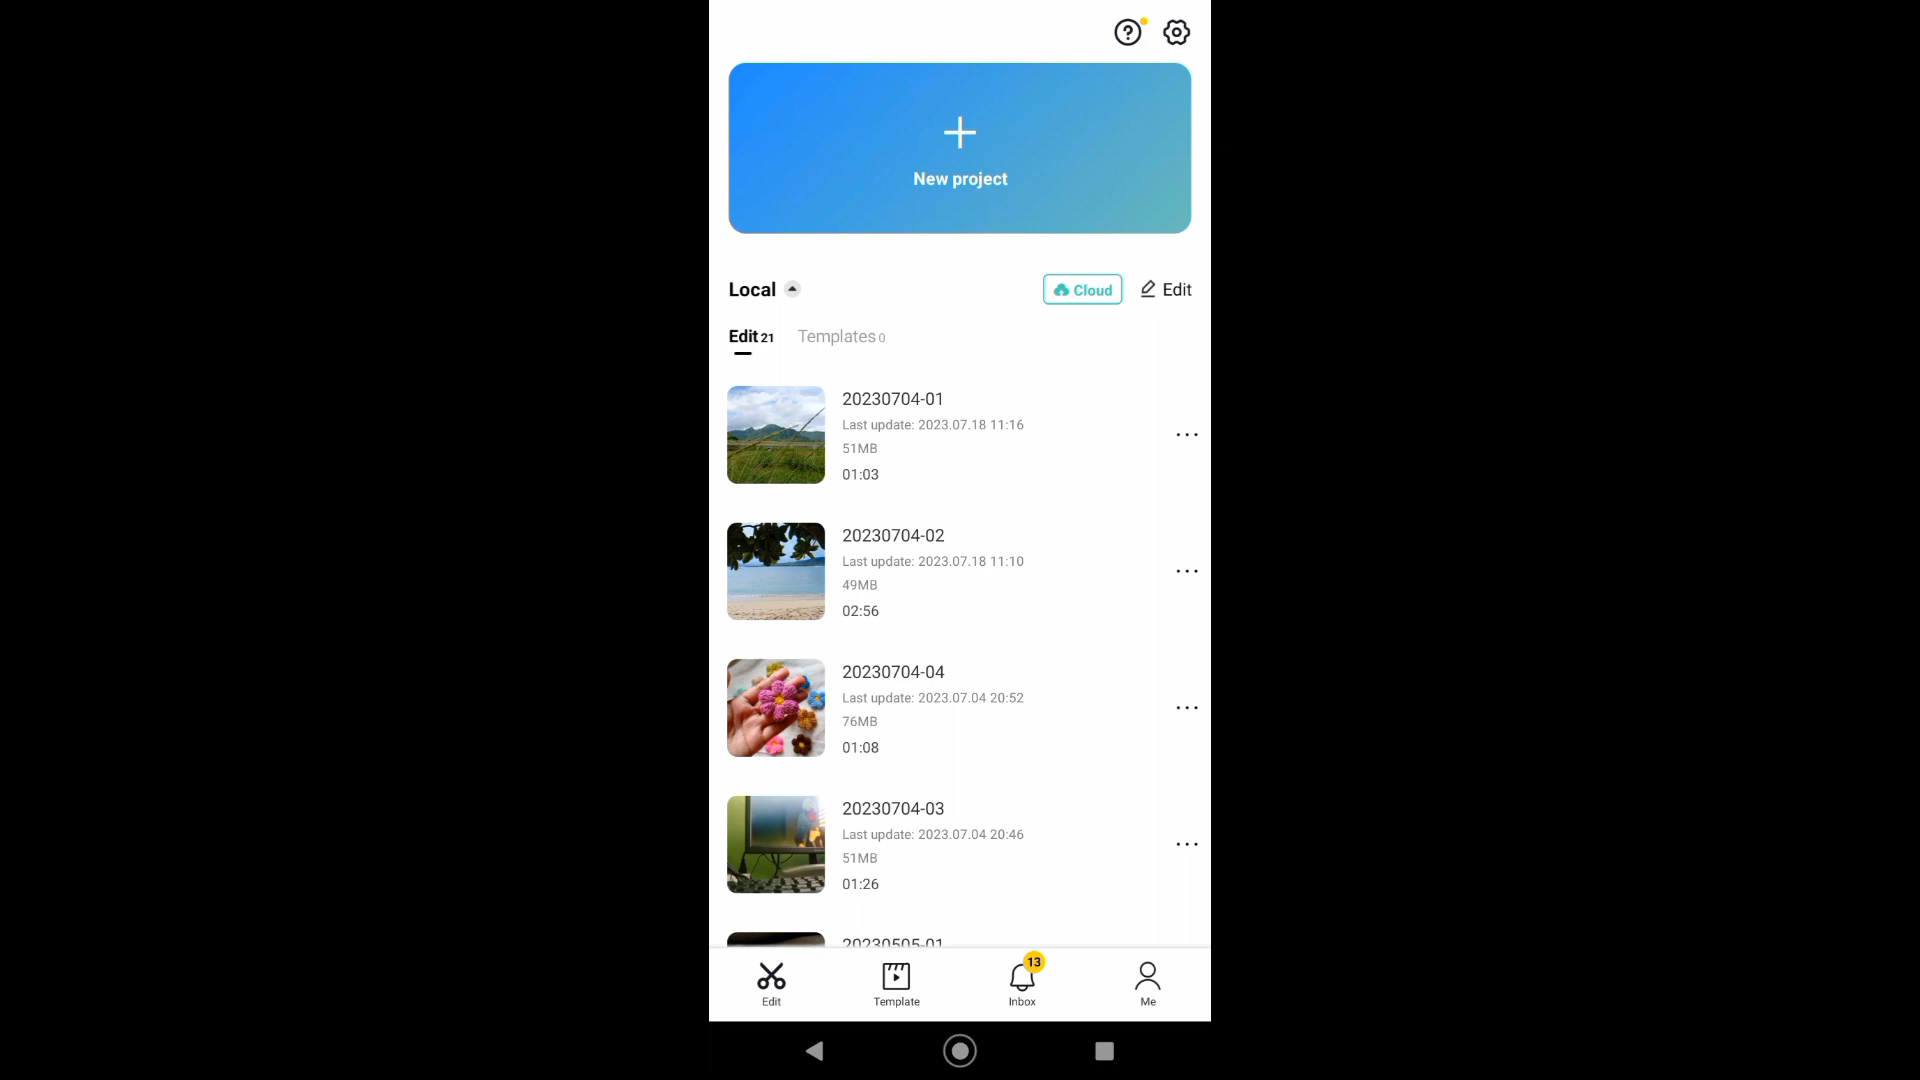 New project
Local
Cloud
Edit
Edit 21
Templates 0
20230704-01
Last update: 2023.07.18 11:16
51MB
01:03
20230704-02
Last update: 2023.07.18 11:10
49MB
02:56
20230704-04
Last update: 2023.07.04 20:52
76MB
01:08
20230704-03
Last update: 2023.07.04 20:46
51MB
01:26
20230505-01
13
Edit
Template
Inbox
Me